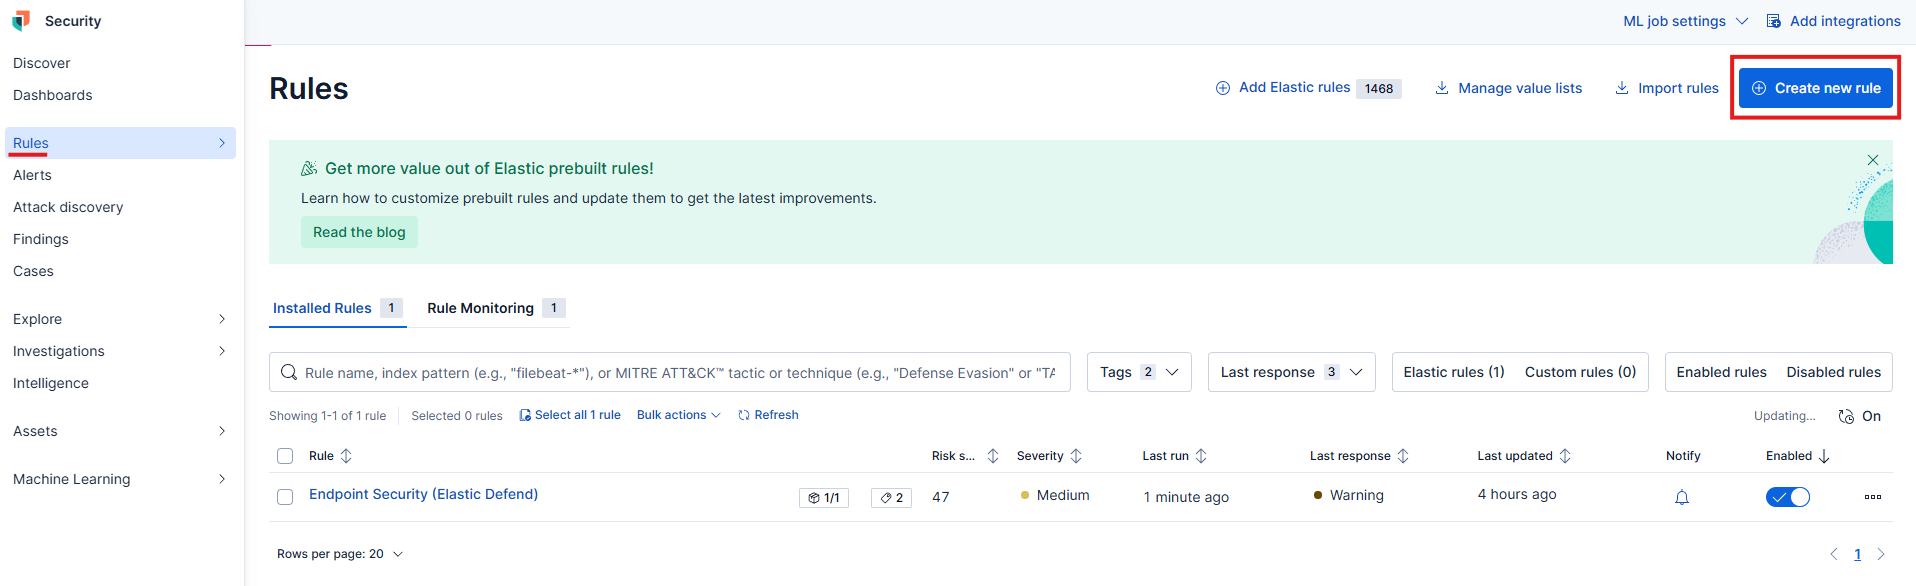 Security
ML job settings
Add integrations
Discover
Dashboards
Rules
Alerts
Attack discovery
Findings
Cases
Explore
Investigations
Intelligence
Assets
Machine Learning
Rules
Add Elastic rules 1468
Manage value lists
Import rules
Create new rule
Get more value out of Elastic prebuilt rules!
Learn how to customize prebuilt rules and update them to get the latest improvements.
Read the blog
Installed Rules 1
Rule Monitoring 1
Rule name, index pattern (e.g., "filebeat-*"), or MITRE ATT&CK™ tactic or technique (e.g., "Defense Evasion" or "TA
Tags 2
Last response 3
Elastic rules (1)
Custom rules (0)
Enabled rules
Disabled rules
Showing 1-1 of 1 rule
Selected 0 rules
Select all 1 rule
Bulk actions
Refresh
Updating...
On
Rule
Risk s...
Severity
Last run
Last response
Last updated
Notify
Enabled
Endpoint Security (Elastic Defend)
1/1
2
47
Medium
1 minute ago
Warning
4 hours ago
Rows per page: 20
1